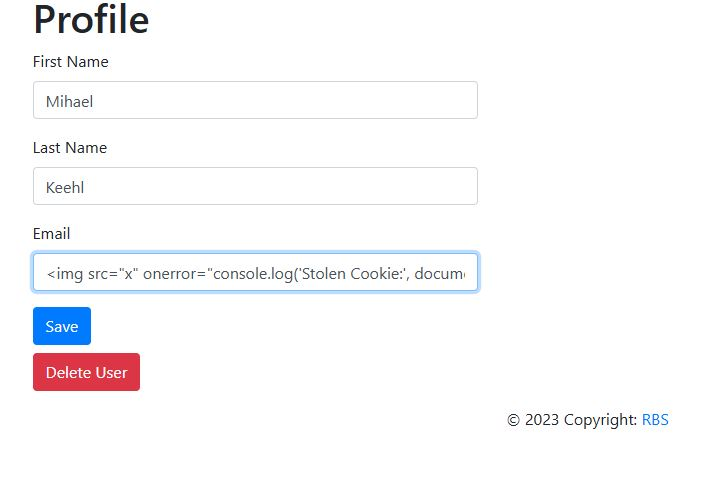 Profile
First Name
Mihael
Last Name
Keehl
Email
<img src="x" onerror="console.log('Stolen Cookie:', docume
Save
Delete User
© 2023 Copyright: RBS